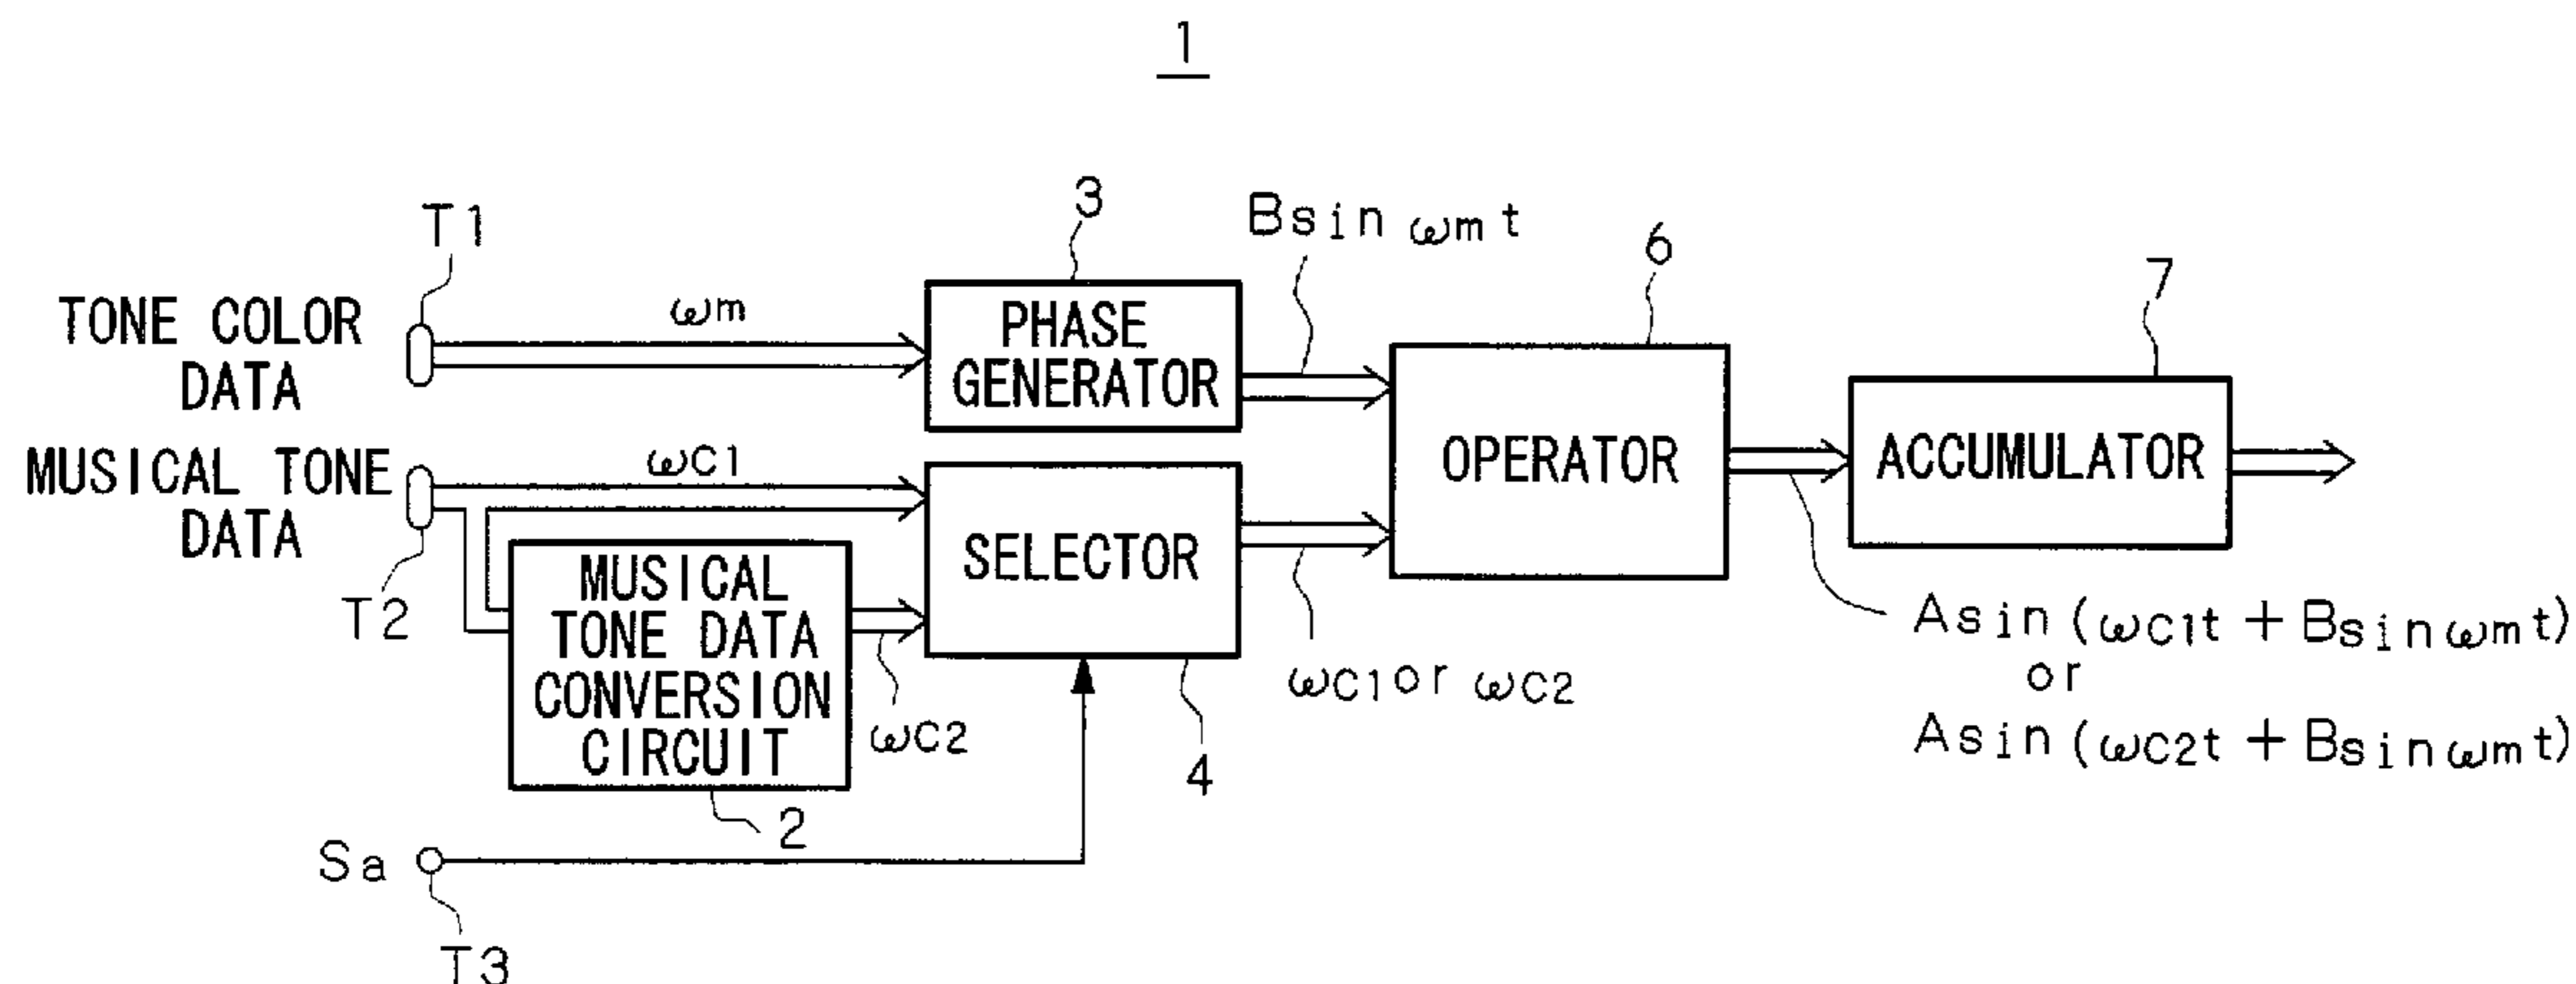 1
T1
3
Bsin ωmt
6
7
TONE COLOR
DATA
ωm
PHASE
GENERATOR
MUSICAL TONE
DATA
ωC1
OPERATOR
ACCUMULATOR
SELECTOR
T2
MUSICAL
TONE DATA
CONVERSION
CIRCUIT
ωC2
ωC1 or ωC2
Asin (ωC1t + Bsinωmt)
or
Asin (ωC2t + Bsinωmt)
4
2
Sa
T3